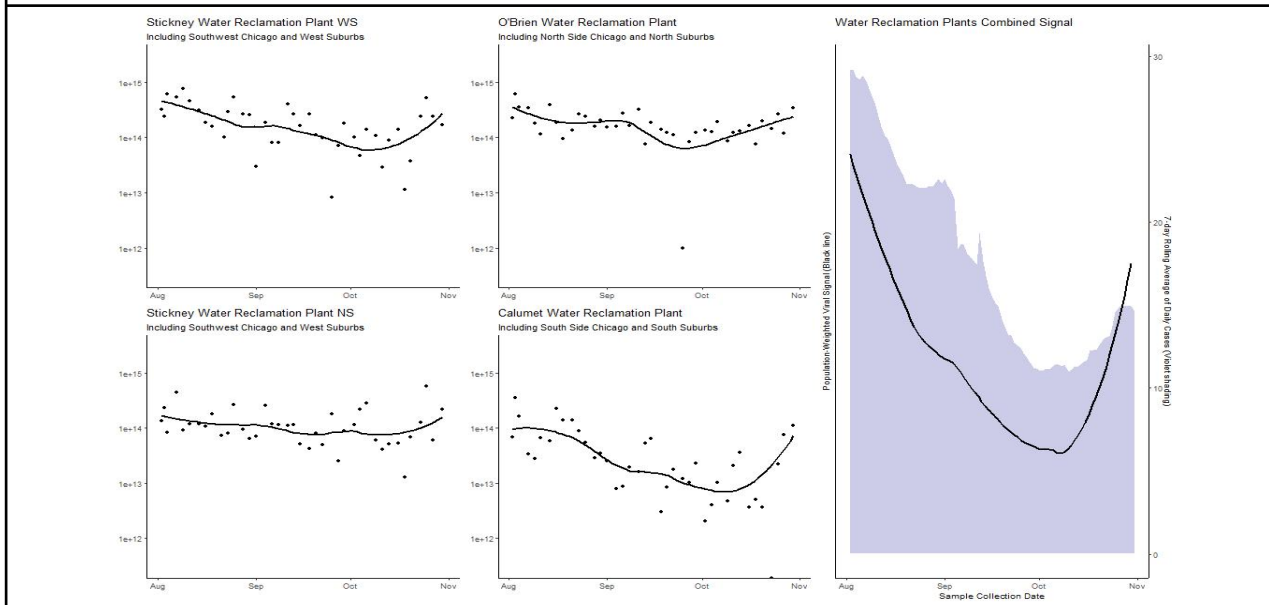 Stickney Water Reclamation Plant WS
Including Southwest Chicago and West Suburbs
1e+15
1e+14
1e+13
1e+12
Aug Sep Oct Nov
O'Brien Water Reclamation Plant
Including North Side Chicago and North Suburbs
1e+15
1e+14
1e+13
1e+12
Aug Sep Oct Nov
Stickney Water Reclamation Plant NS
Including Southwest Chicago and West Suburbs
1e+15
1e+14
1e+13
1e+12
Aug Sep Oct Nov
Calumet Water Reclamation Plant
Including South Side Chicago and South Suburbs
1e+15
1e+14
1e+13
1e+12
Aug Sep Oct Nov
Water Reclamation Plants Combined Signal
Population-Weighted Viral Signal (Black line)
30
20
10
0
7-day Rolling Average of Daily Cases (Violet shading)
Aug Sep Oct Nov
Sample Collection Date